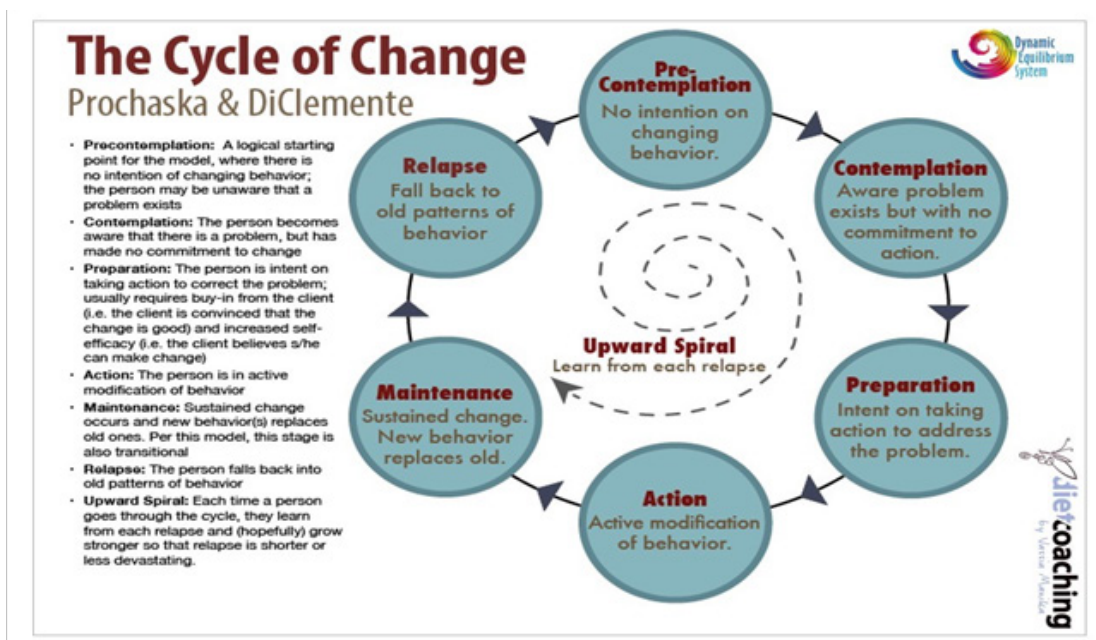 The Cycle of Change
Prochaska & DiClemente
• Precontemplation: A logical starting
point for the model, where there is
no intention of changing behavior;
the person may be unaware that a
problem exists
• Contemplation: The person becomes
aware that there is a problem, but has
made no commitment to change
• Preparation: The person is intent on
taking action to correct the problem;
usually requires buy-in from the client
(i.e. the client is convinced that the
change is good) and increased self-
efficacy (i.e. the client believes s/he
can make change)
• Action: The person is in active
modification of behavior
• Maintenance: Sustained change
occurs and new behavior(s) replaces
old ones. Per this model, this stage is
also transitional
• Relapse: The person falls back into
old patterns of behavior
• Upward Spiral: Each time a person
goes through the cycle, they learn
from each relapse and (hopefully) grow
stronger so that relapse is shorter or
less devastating.
Pre-
Contemplation
No intention on
changing
behavior.
Contemplation
Aware problem
exists but with no
commitment to
action.
Preparation
Intent on taking
action to address
the problem.
Action
Active modification
of behavior.
Maintenance
Sustained change.
New behavior
replaces old.
Relapse
Fall back to
old patterns of
behavior
Upward Spiral
Learn from each relapse
Dynamic
Equilibrium
System
dietcoaching
by